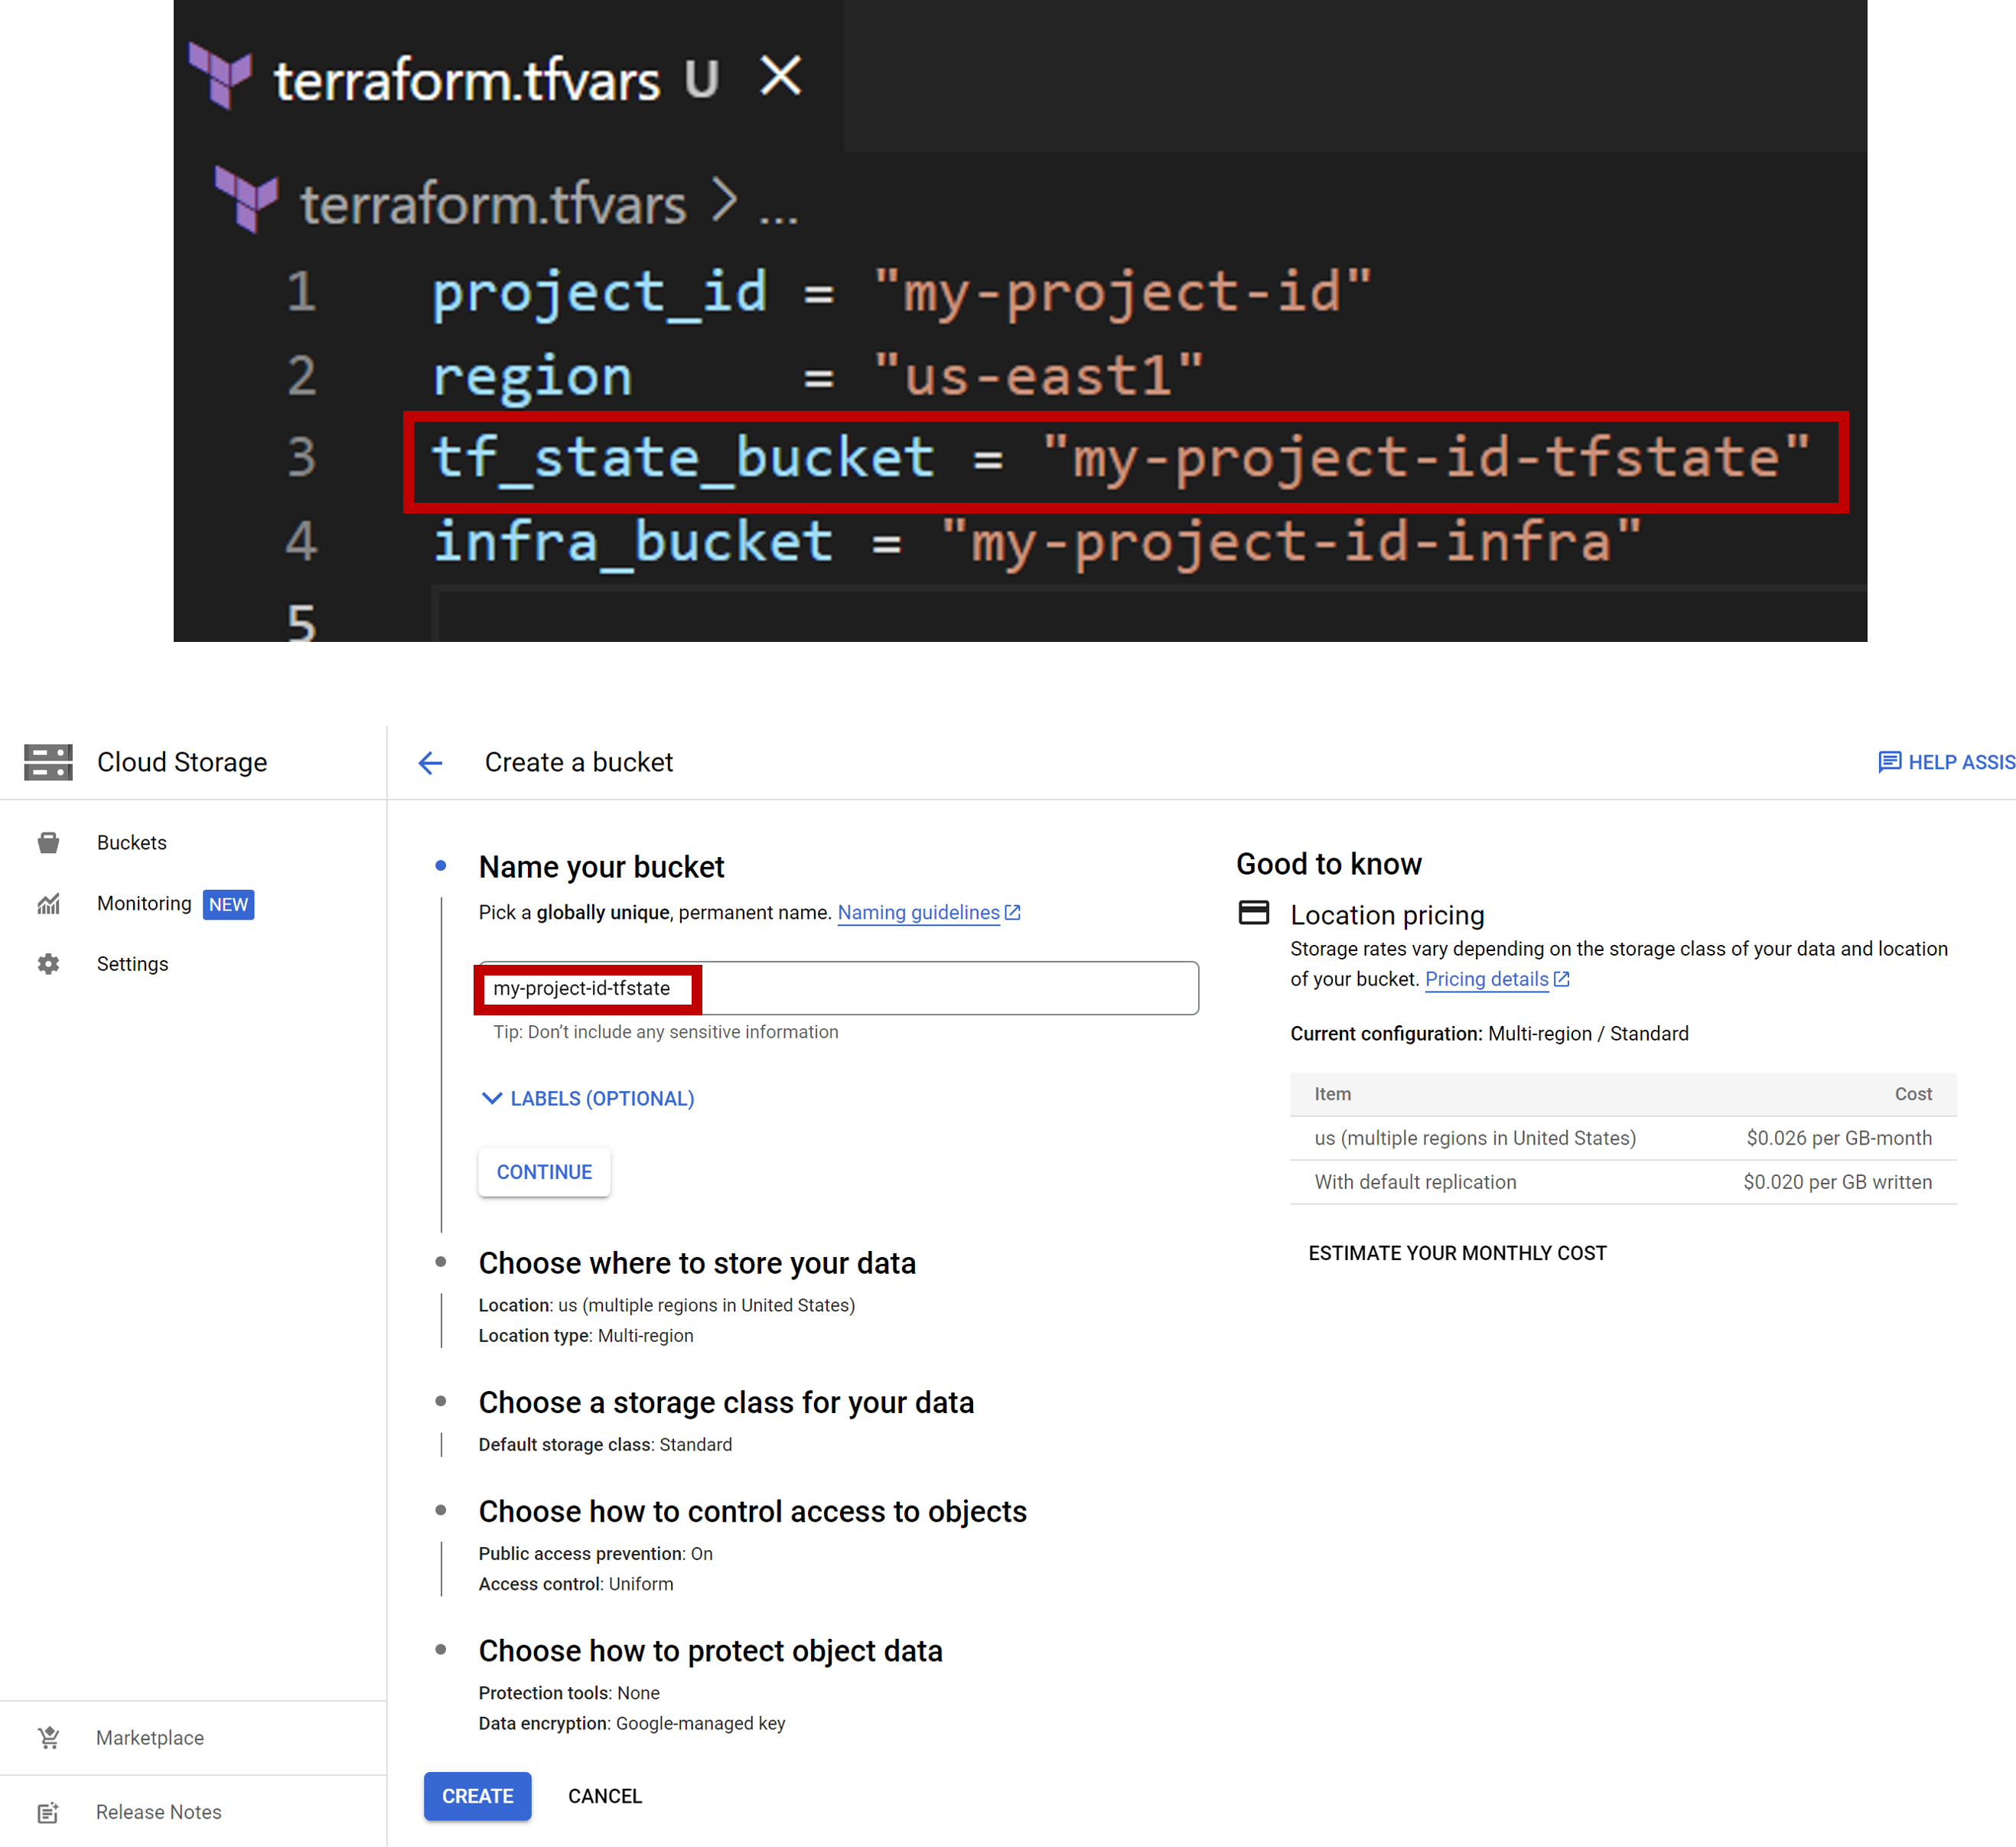 terraform.tfvars U
terraform.tfvars > ...
1 project_id = "my-project-id"
2 region = "us-east1"
3 tf_state_bucket = "my-project-id-tfstate"
4 infra_bucket = "my-project-id-infra"
5
Cloud Storage
Buckets
Monitoring NEW
Settings
Marketplace
Release Notes
Create a bucket
HELP ASSIS
Name your bucket
Pick a globally unique, permanent name. Naming guidelines
my-project-id-tfstate
Tip: Don't include any sensitive information
LABELS (OPTIONAL)
CONTINUE
Choose where to store your data
Location: us (multiple regions in United States)
Location type: Multi-region
Choose a storage class for your data
Default storage class: Standard
Choose how to control access to objects
Public access prevention: On
Access control: Uniform
Choose how to protect object data
Protection tools: None
Data encryption: Google-managed key
CREATE CANCEL
Good to know
Location pricing
Storage rates vary depending on the storage class of your data and location
of your bucket. Pricing details
Current configuration: Multi-region / Standard
Item Cost
us (multiple regions in United States) $0.026 per GB-month
With default replication $0.020 per GB written
ESTIMATE YOUR MONTHLY COST